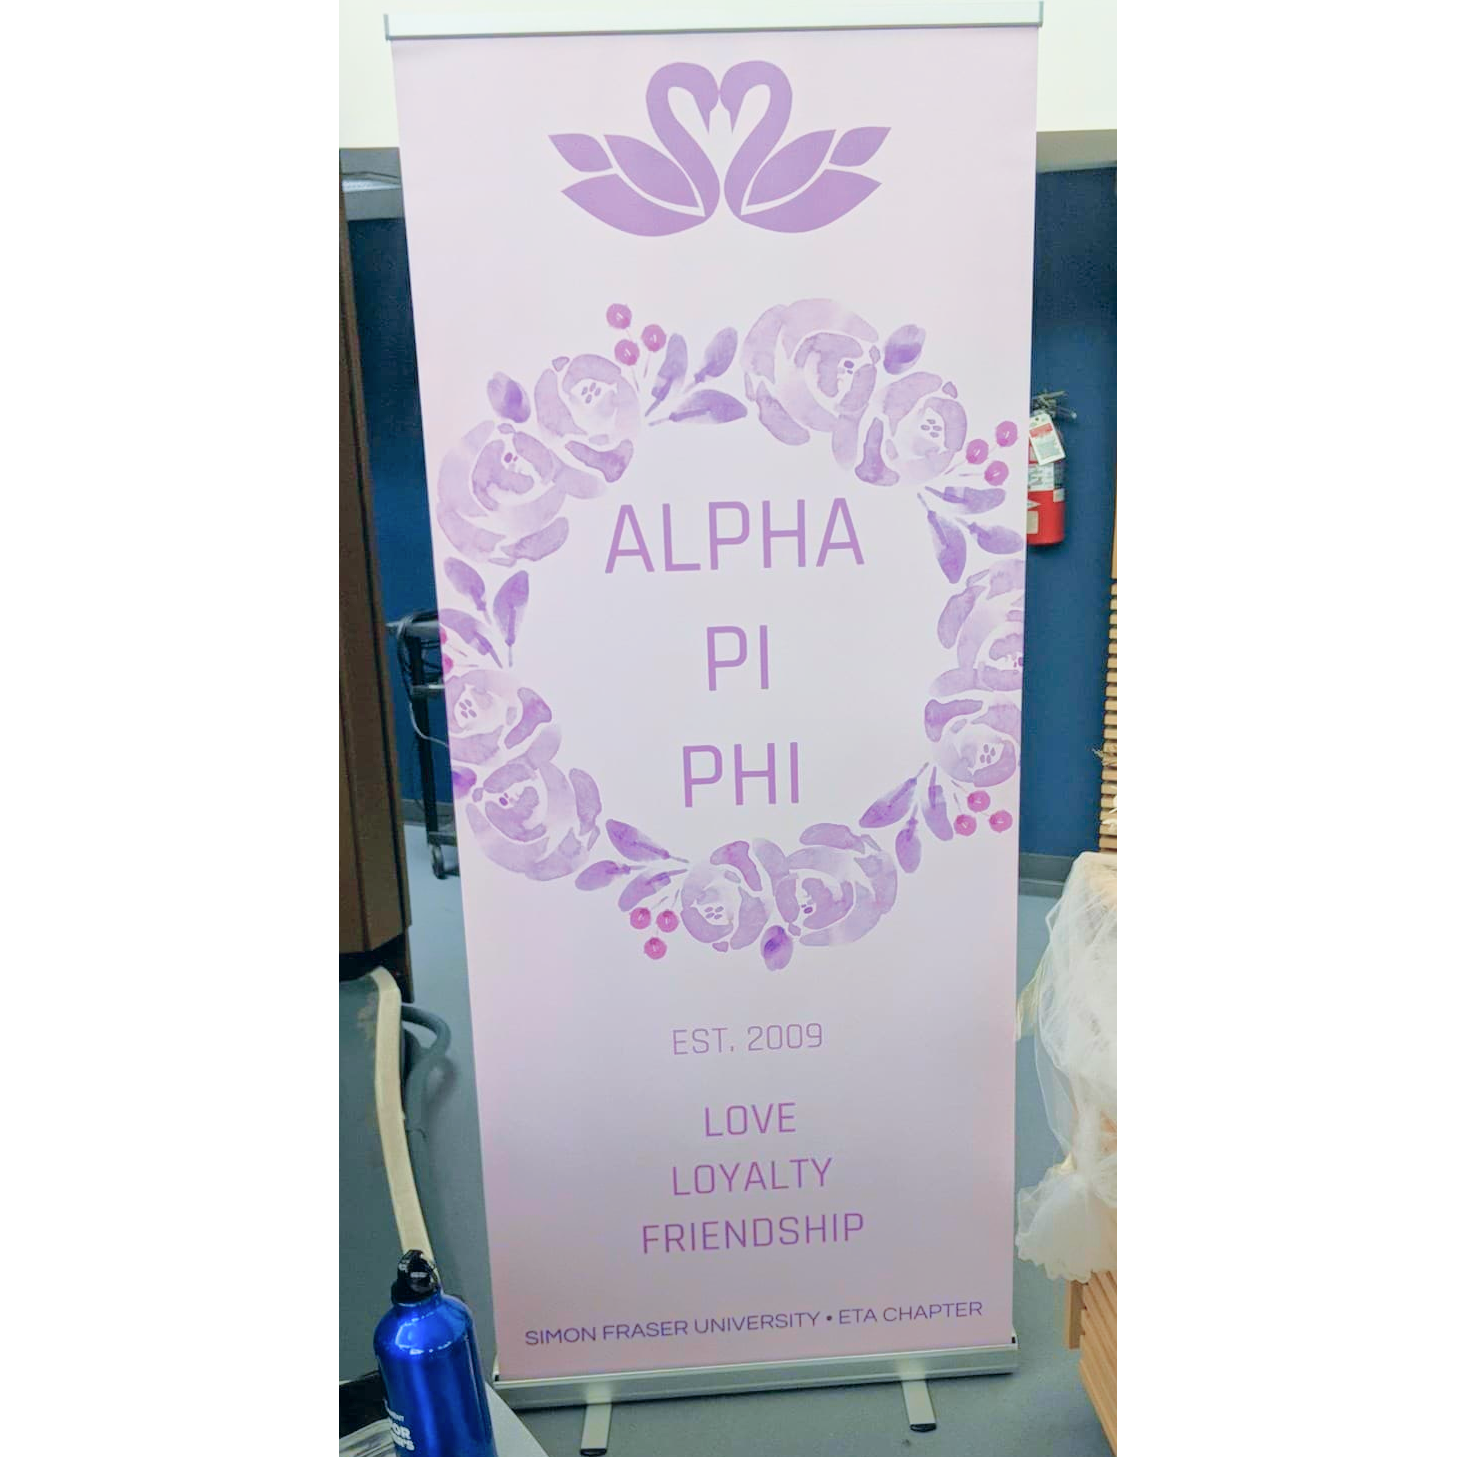 ALPHA
PI
PHI
EST. 2009
LOVE
LOYALTY
FRIENDSHIP
SIMON FRASER UNIVERSITY • ETA CHAPTER